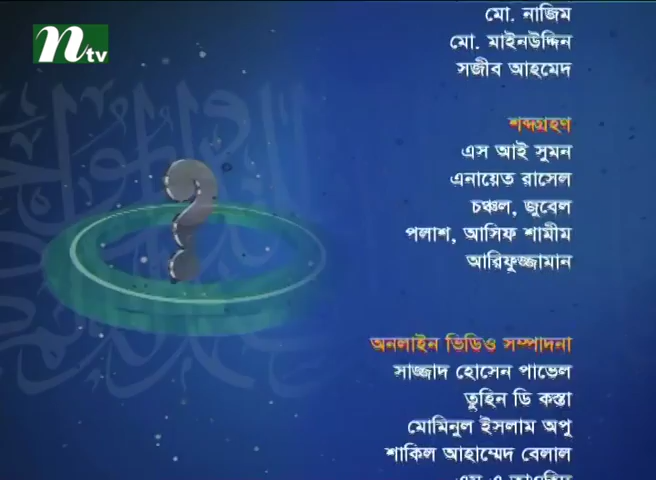 ntv
মো. নাজিম
মো. মাইনউদ্দিন
সজীব আহমেদ
শব্দগ্রহণ
এস আই সুমন
এনায়েত রাসেল
চঞ্চল, জুবেল
পলাশ, আসিফ শামীম
আরিফুজ্জামান
অনলাইন ভিডিও সম্পাদনা
সাজ্জাদ হোসেন পাভেল
তুহিন ডি কস্তা
মোমিনুল ইসলাম অপু
শাকিল আহাম্মেদ বেলাল